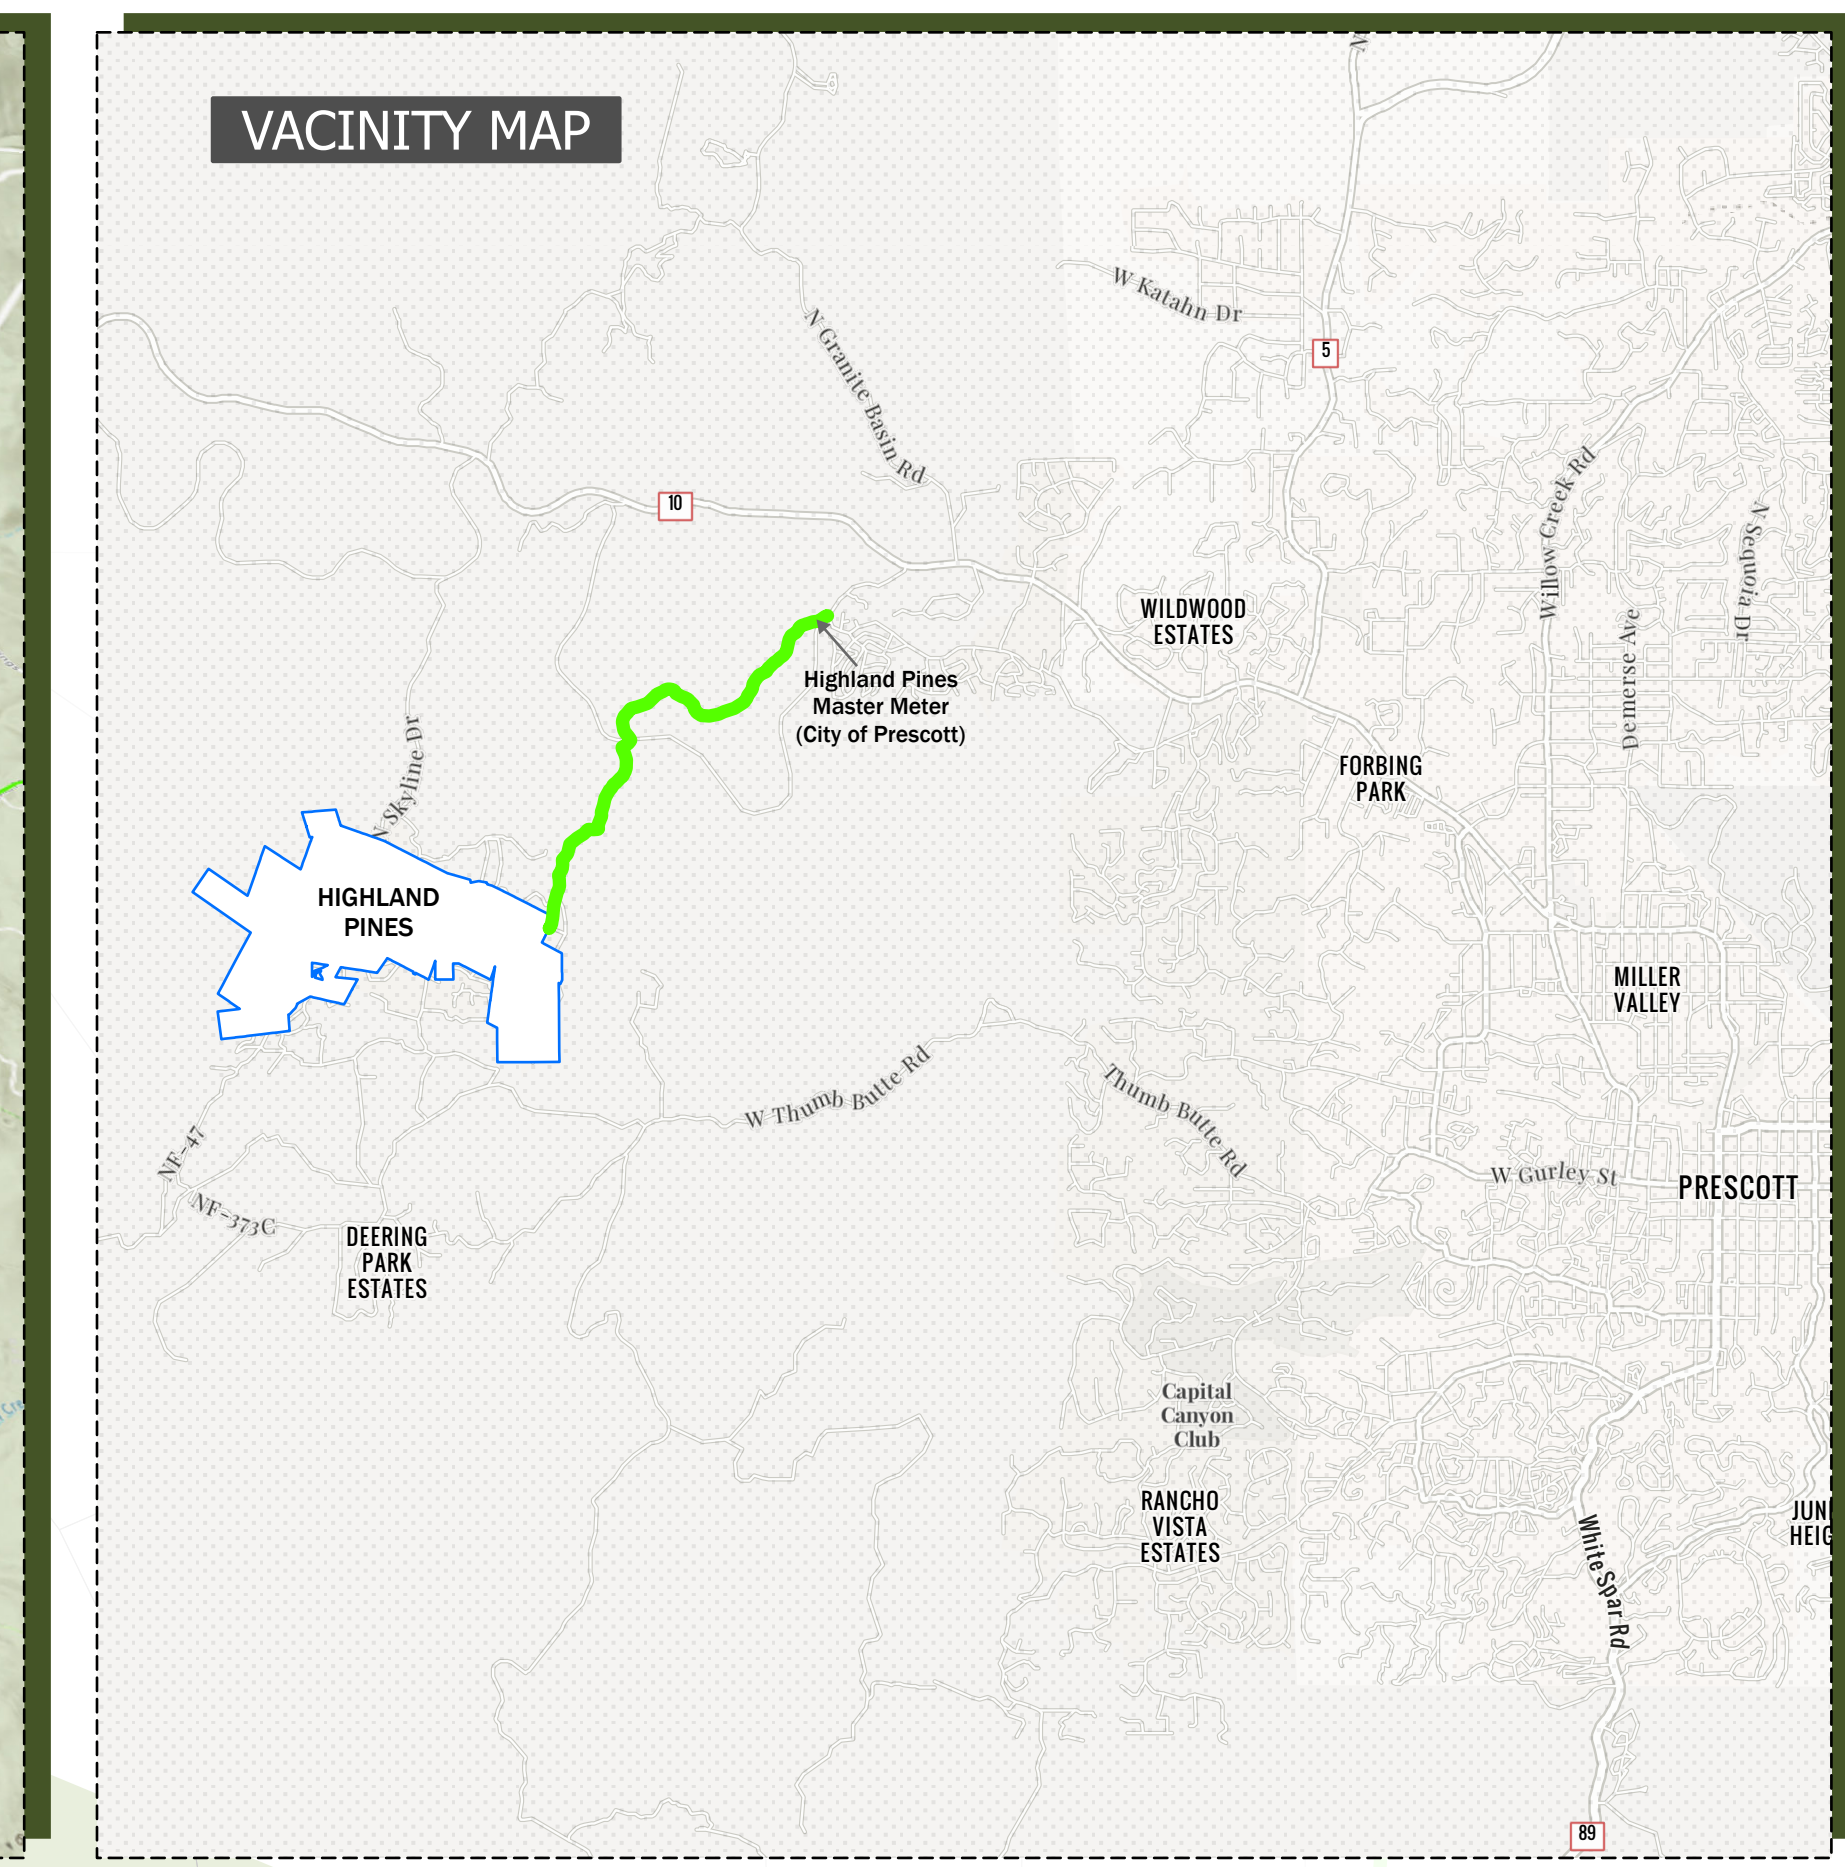 VACINITY MAP
N
W Katahn Dr
5
N Granite Basin Rd
10
Willow Creek Rd
N Sequoia Dr
Demerse Ave
WILDWOOD
ESTATES
Highland Pines
Master Meter
(City of Prescott)
N Skyline Dr
FORBING
PARK
HIGHLAND
PINES
MILLER
VALLEY
W Thumb Butte Rd
Thumb Butte Rd
NF-47
NF-373C
W Gurley St
PRESCOTT
DEERING
PARK
ESTATES
Capital
Canyon
Club
RANCHO
VISTA
ESTATES
JUNI
HEIG
White Spar Rd
89